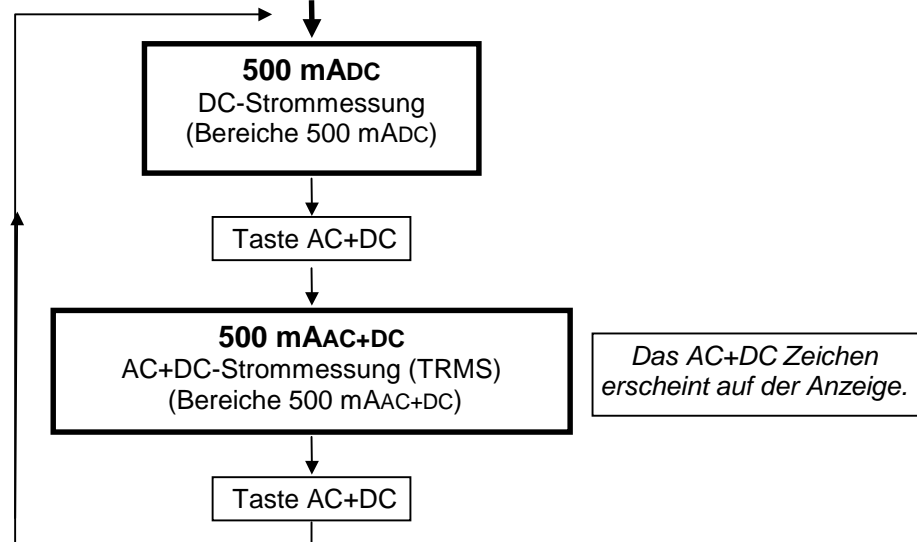 500 mADC
DC-Strommessung
(Bereiche 500 mADC)
Taste AC+DC
500 mAAC+DC
AC+DC-Strommessung (TRMS)
(Bereiche 500 mAAC+DC)
Das AC+DC Zeichen
erscheint auf der Anzeige.
Taste AC+DC